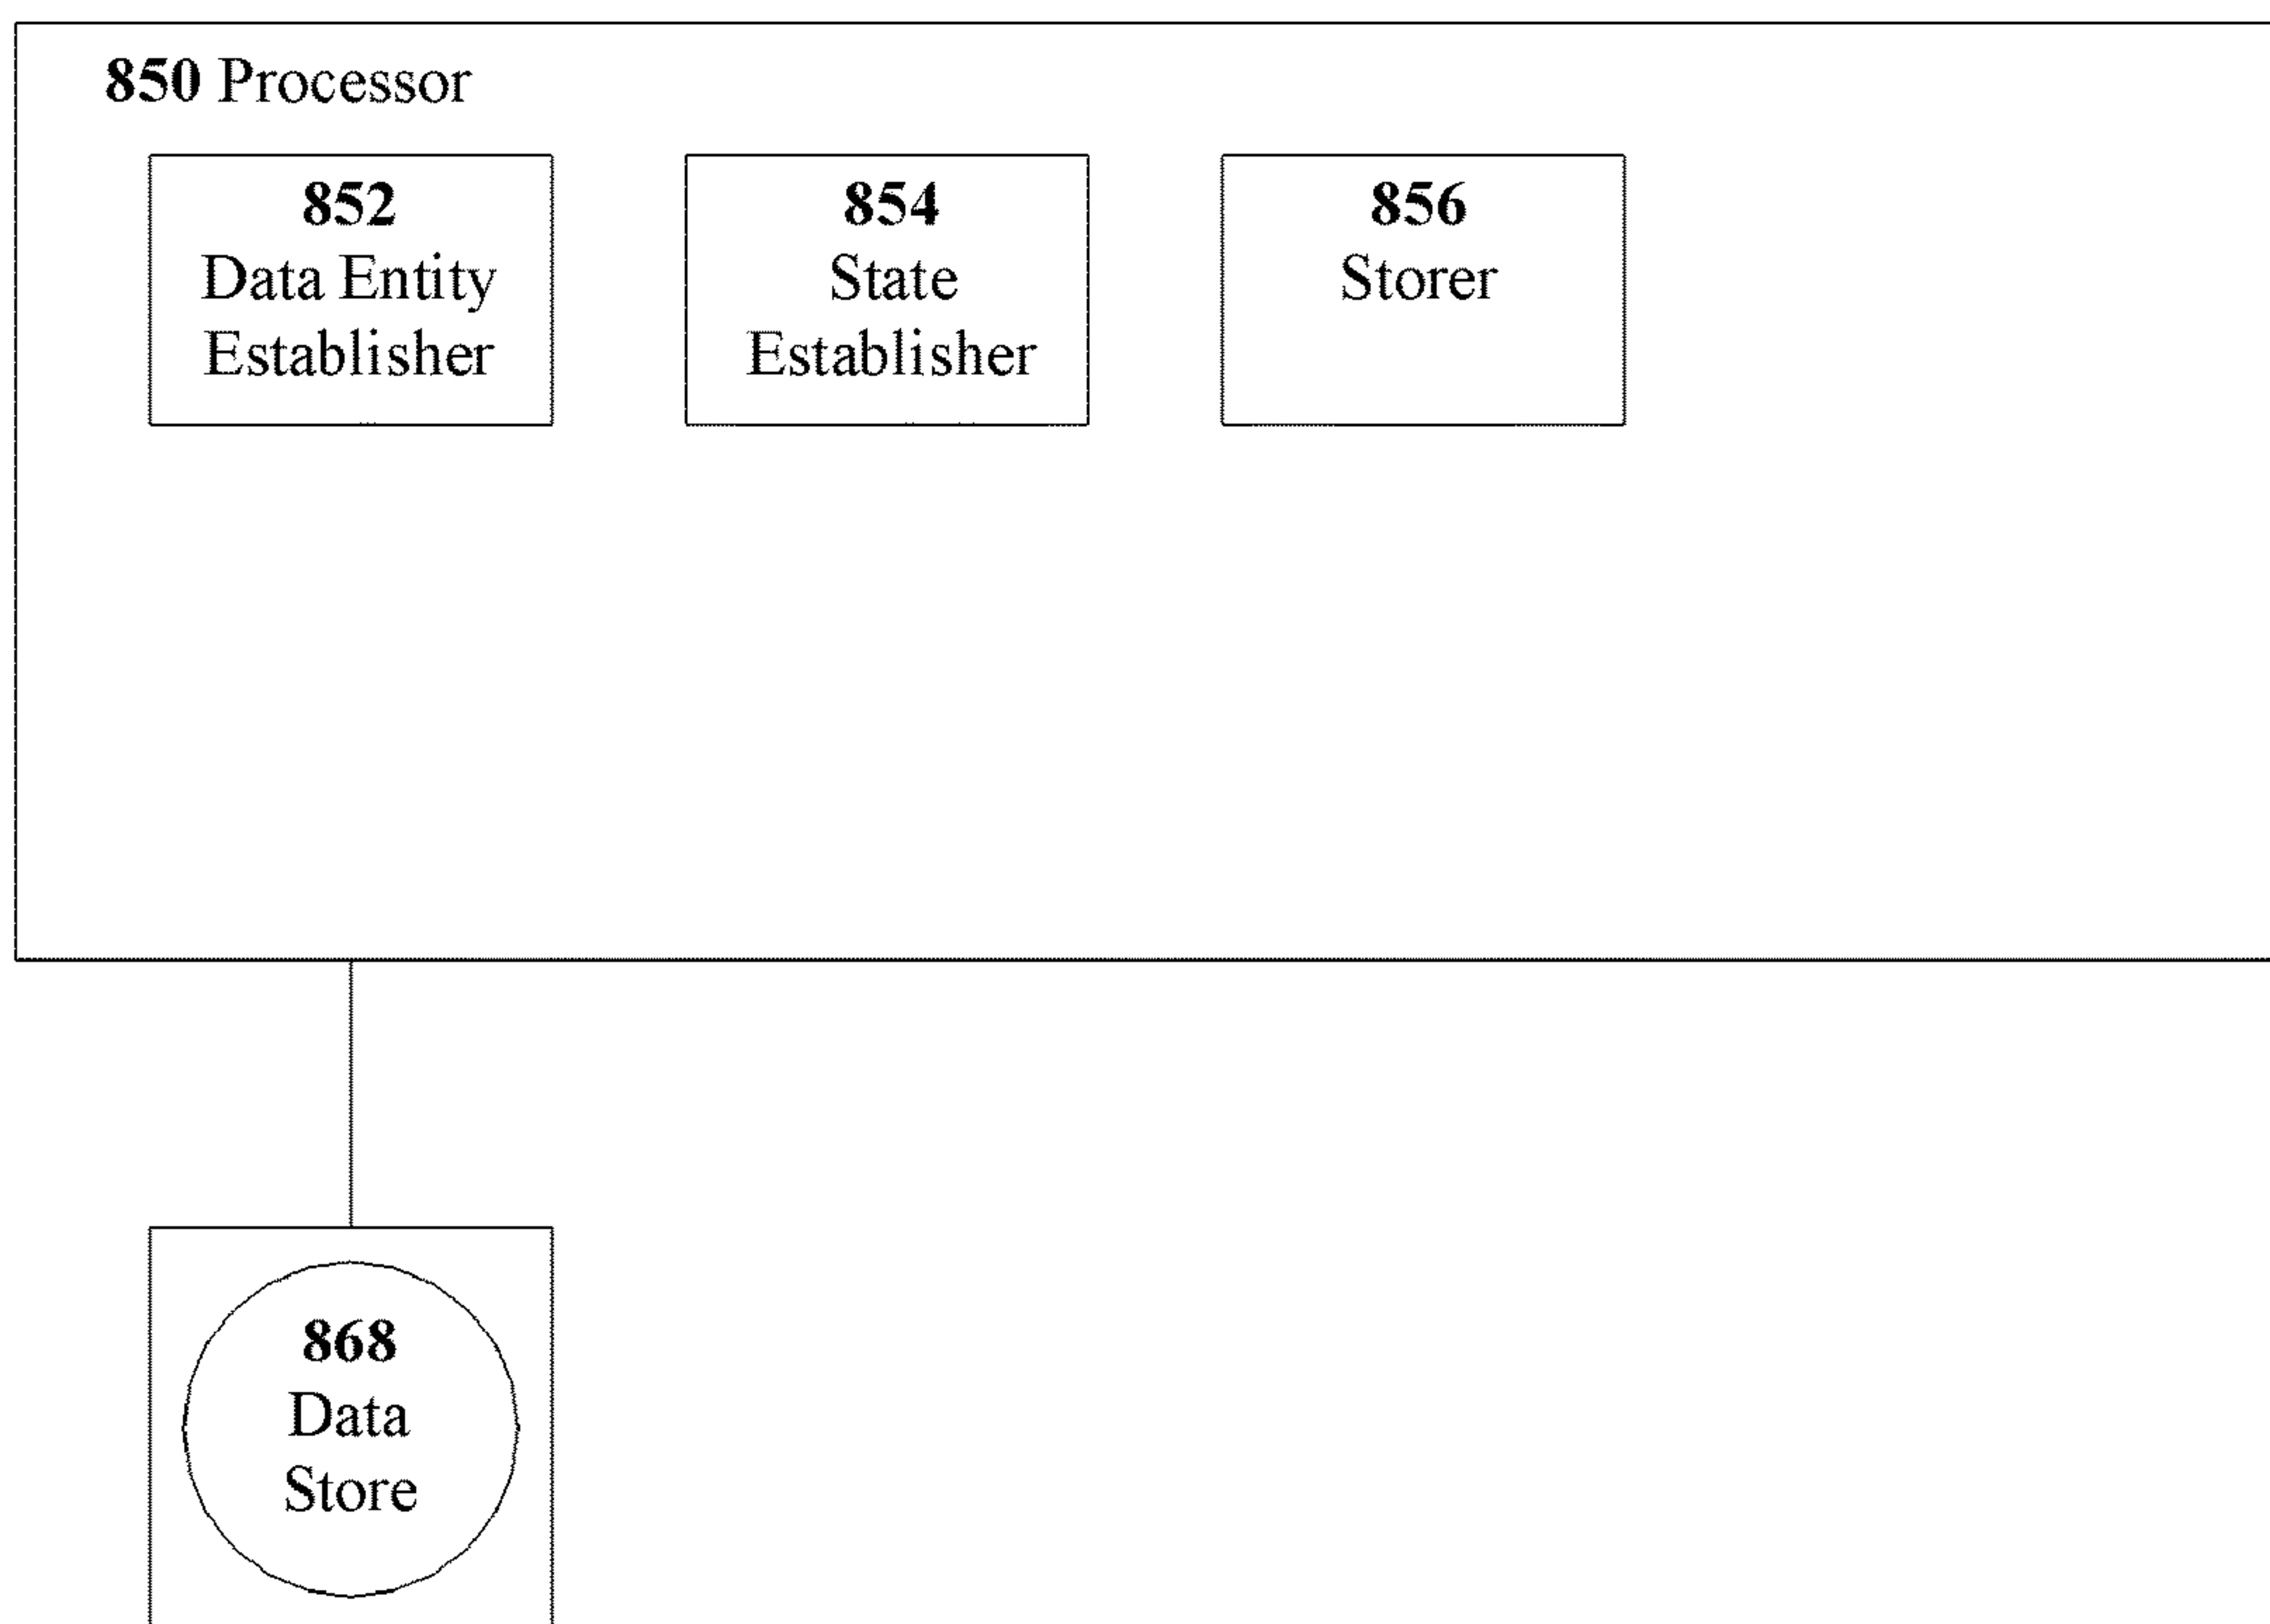 850 Processor
852
Data Entity
Establisher
854
State
Establisher
856
Storer
868
Data
Store